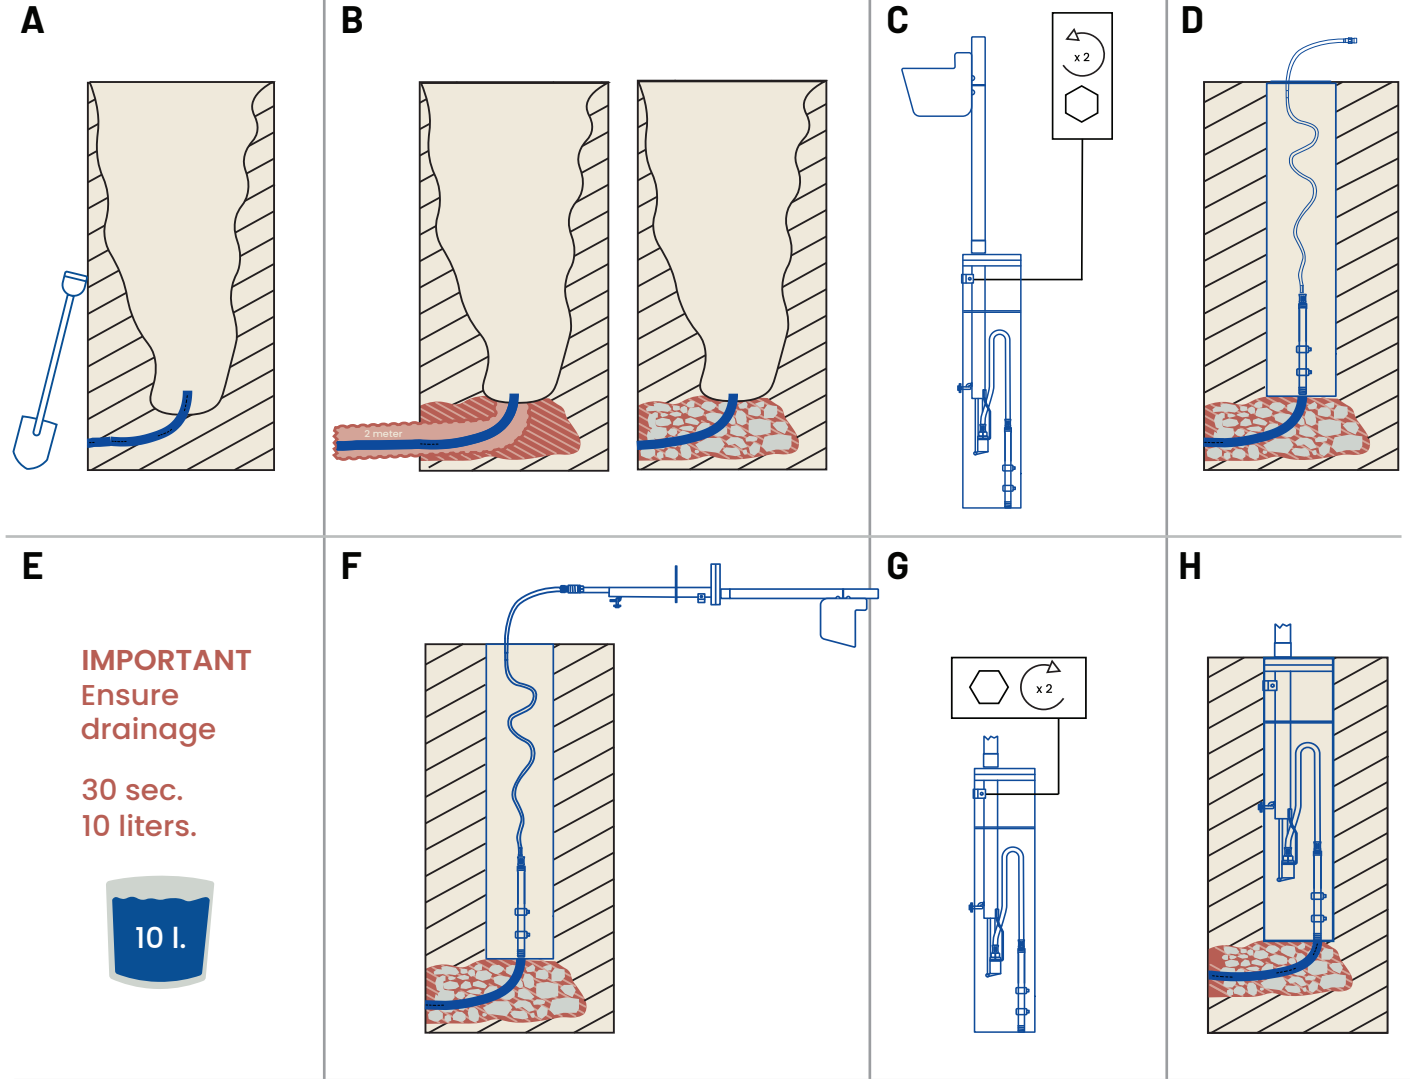 A
B
2 meter
C
x 2
D
E
IMPORTANT
Ensure
drainage
30 sec.
10 liters.
10 l.
F
G
x 2
H